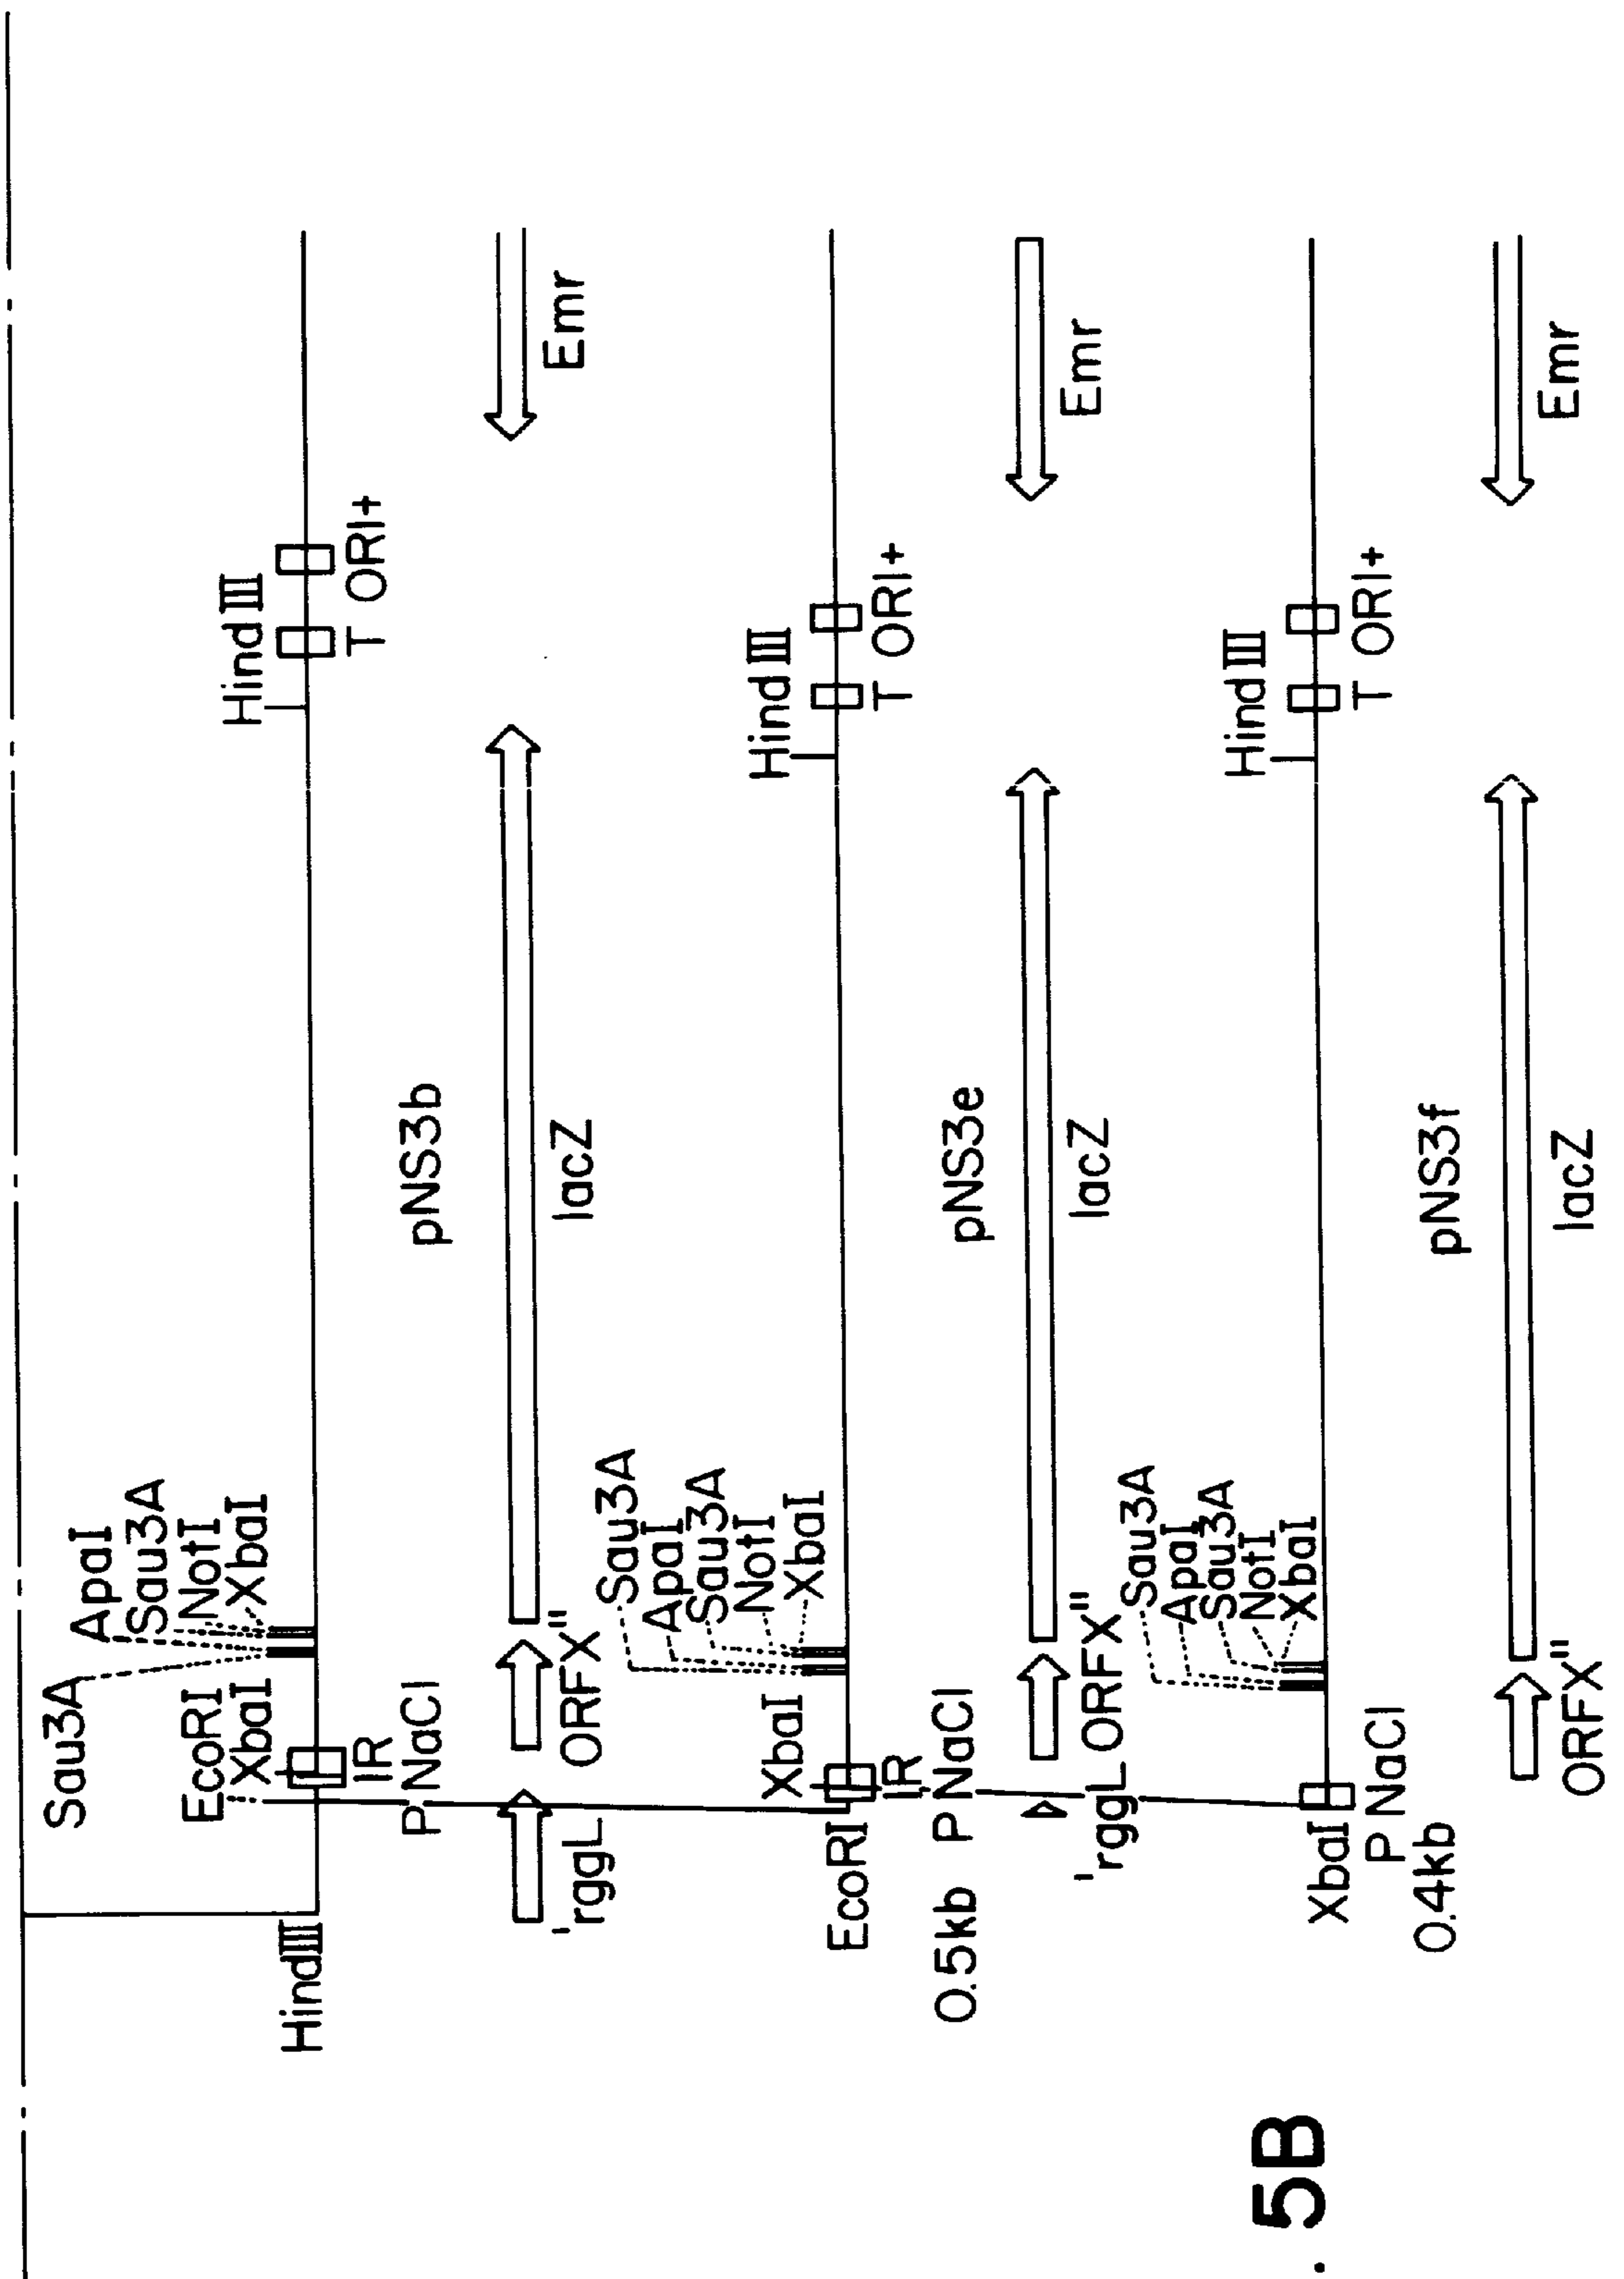 Sau3A
ApaI
Sau3A
NotI
XbaI
EcoRI
XbaI
HindIII
HindIII
IR
P NaCl
T
ORI+
pNS3b
'rggL
ORFX"
lacZ
Emr
Sau3A
ApaI
Sau3A
NotI
XbaI
XbaI
EcoRI
HindIII
IR
0.5kb
P NaCl
T
ORI+
pNS3e
'rggL
ORFX"
lacZ
Emr
Sau3A
ApaI
Sau3A
NotI
XbaI
XbaI
HindIII
P NaCl
0.4kb
T
ORI+
pNS3f
ORFX"
lacZ
Emr
. 5B